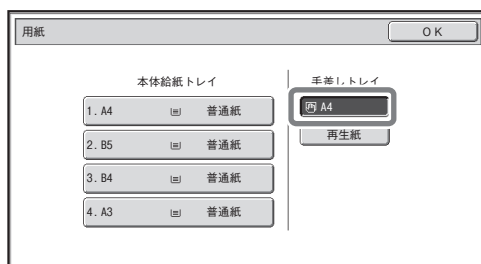 用紙
OK
本体給紙トレイ
手差しトレイ
1. A4 普通紙
A4
再生紙
2. B5 普通紙
3. B4 普通紙
4. A3 普通紙